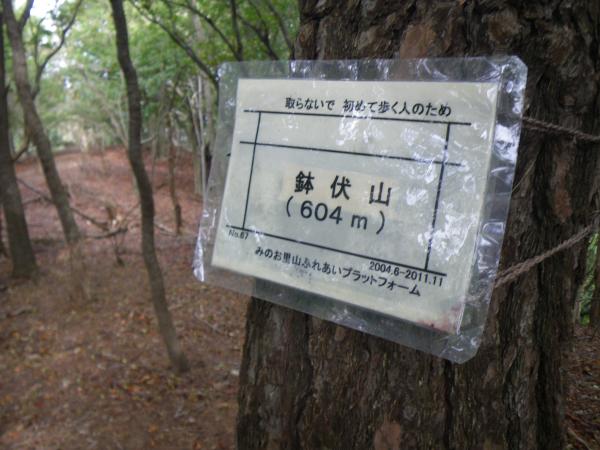 取らないで 初めて歩く人のため
鉢伏山
(604m)
No.67
2004.6-2011.11
みのお里山ふれあいプラットフォーム